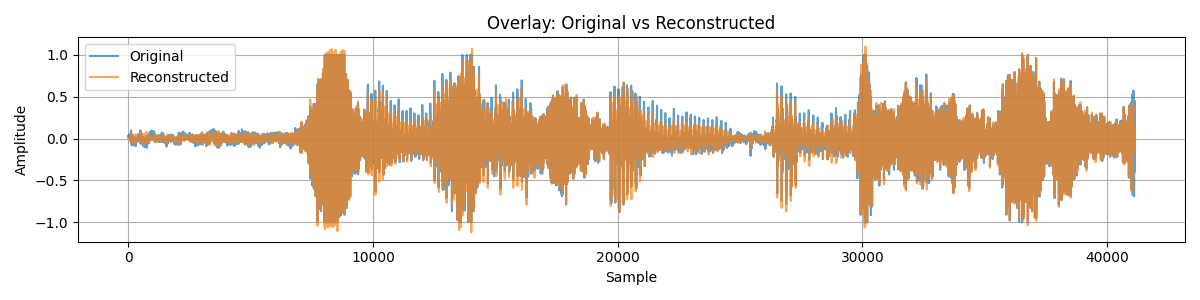 Overlay: Original vs Reconstructed
Original
Reconstructed
1.0
0.5
0.0
−0.5
−1.0
Amplitude
0 10000 20000 30000 40000
Sample